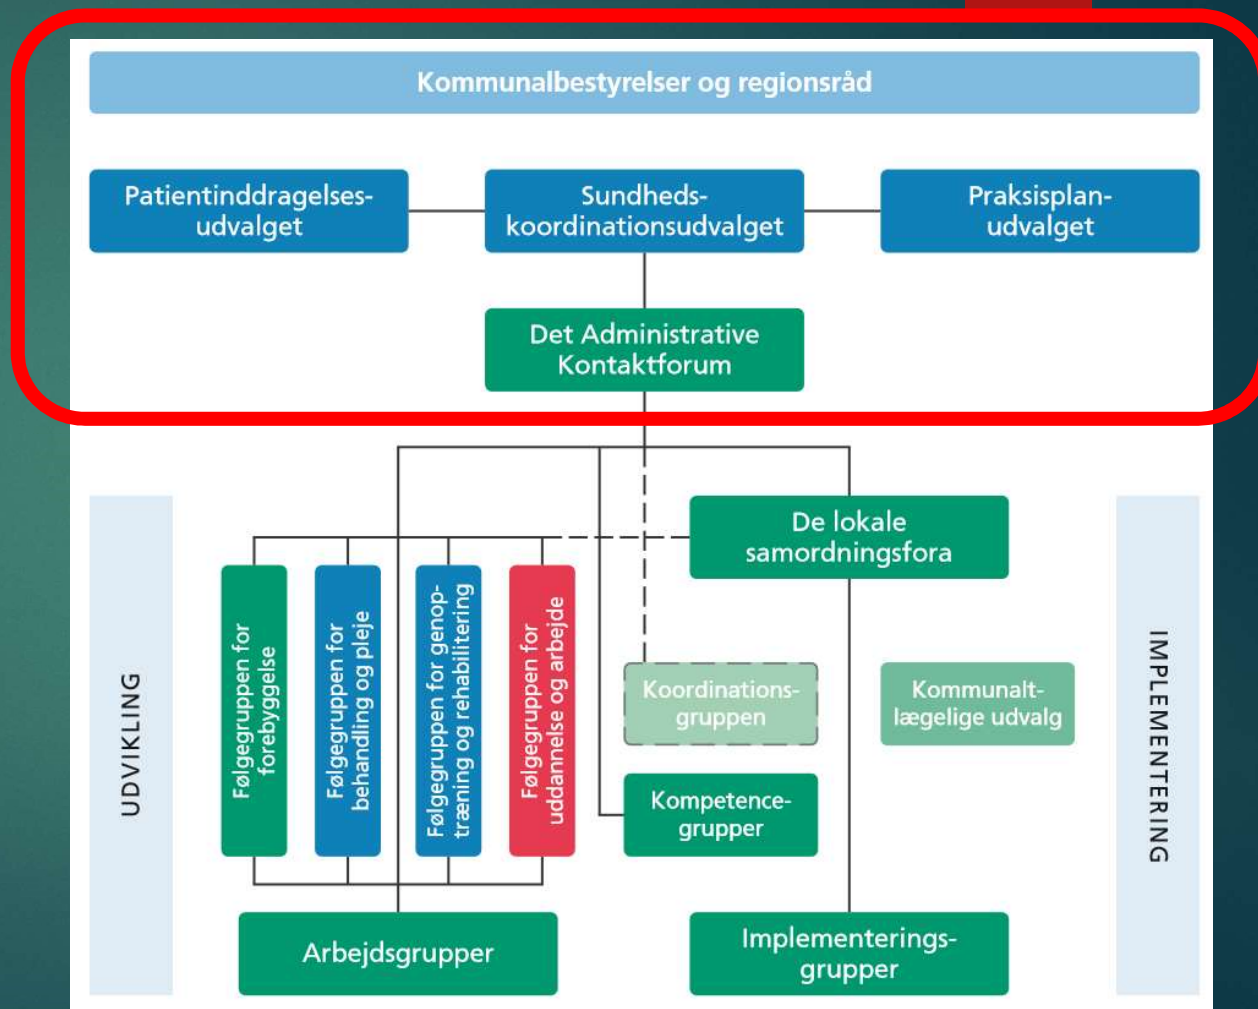 Kommunalbestyrelser og regionsråd
Patientinddragelses-
udvalget
Sundheds-
koordinationsudvalget
Praksisplan-
udvalget
Det Administrative
Kontaktforum
De lokale
samordningsfora
UDVIKLING
Følgegruppen for
forebyggelse
Følgegruppen for
behandling og pleje
Følgegruppen for genop-
træning og rehabilitering
Følgegruppen for
uddannelse og arbejde
Koordinations-
gruppen
Kommunalt-
lægelige udvalg
IMPLEMENTERING
Kompetence-
grupper
Arbejdsgrupper
Implementerings-
grupper